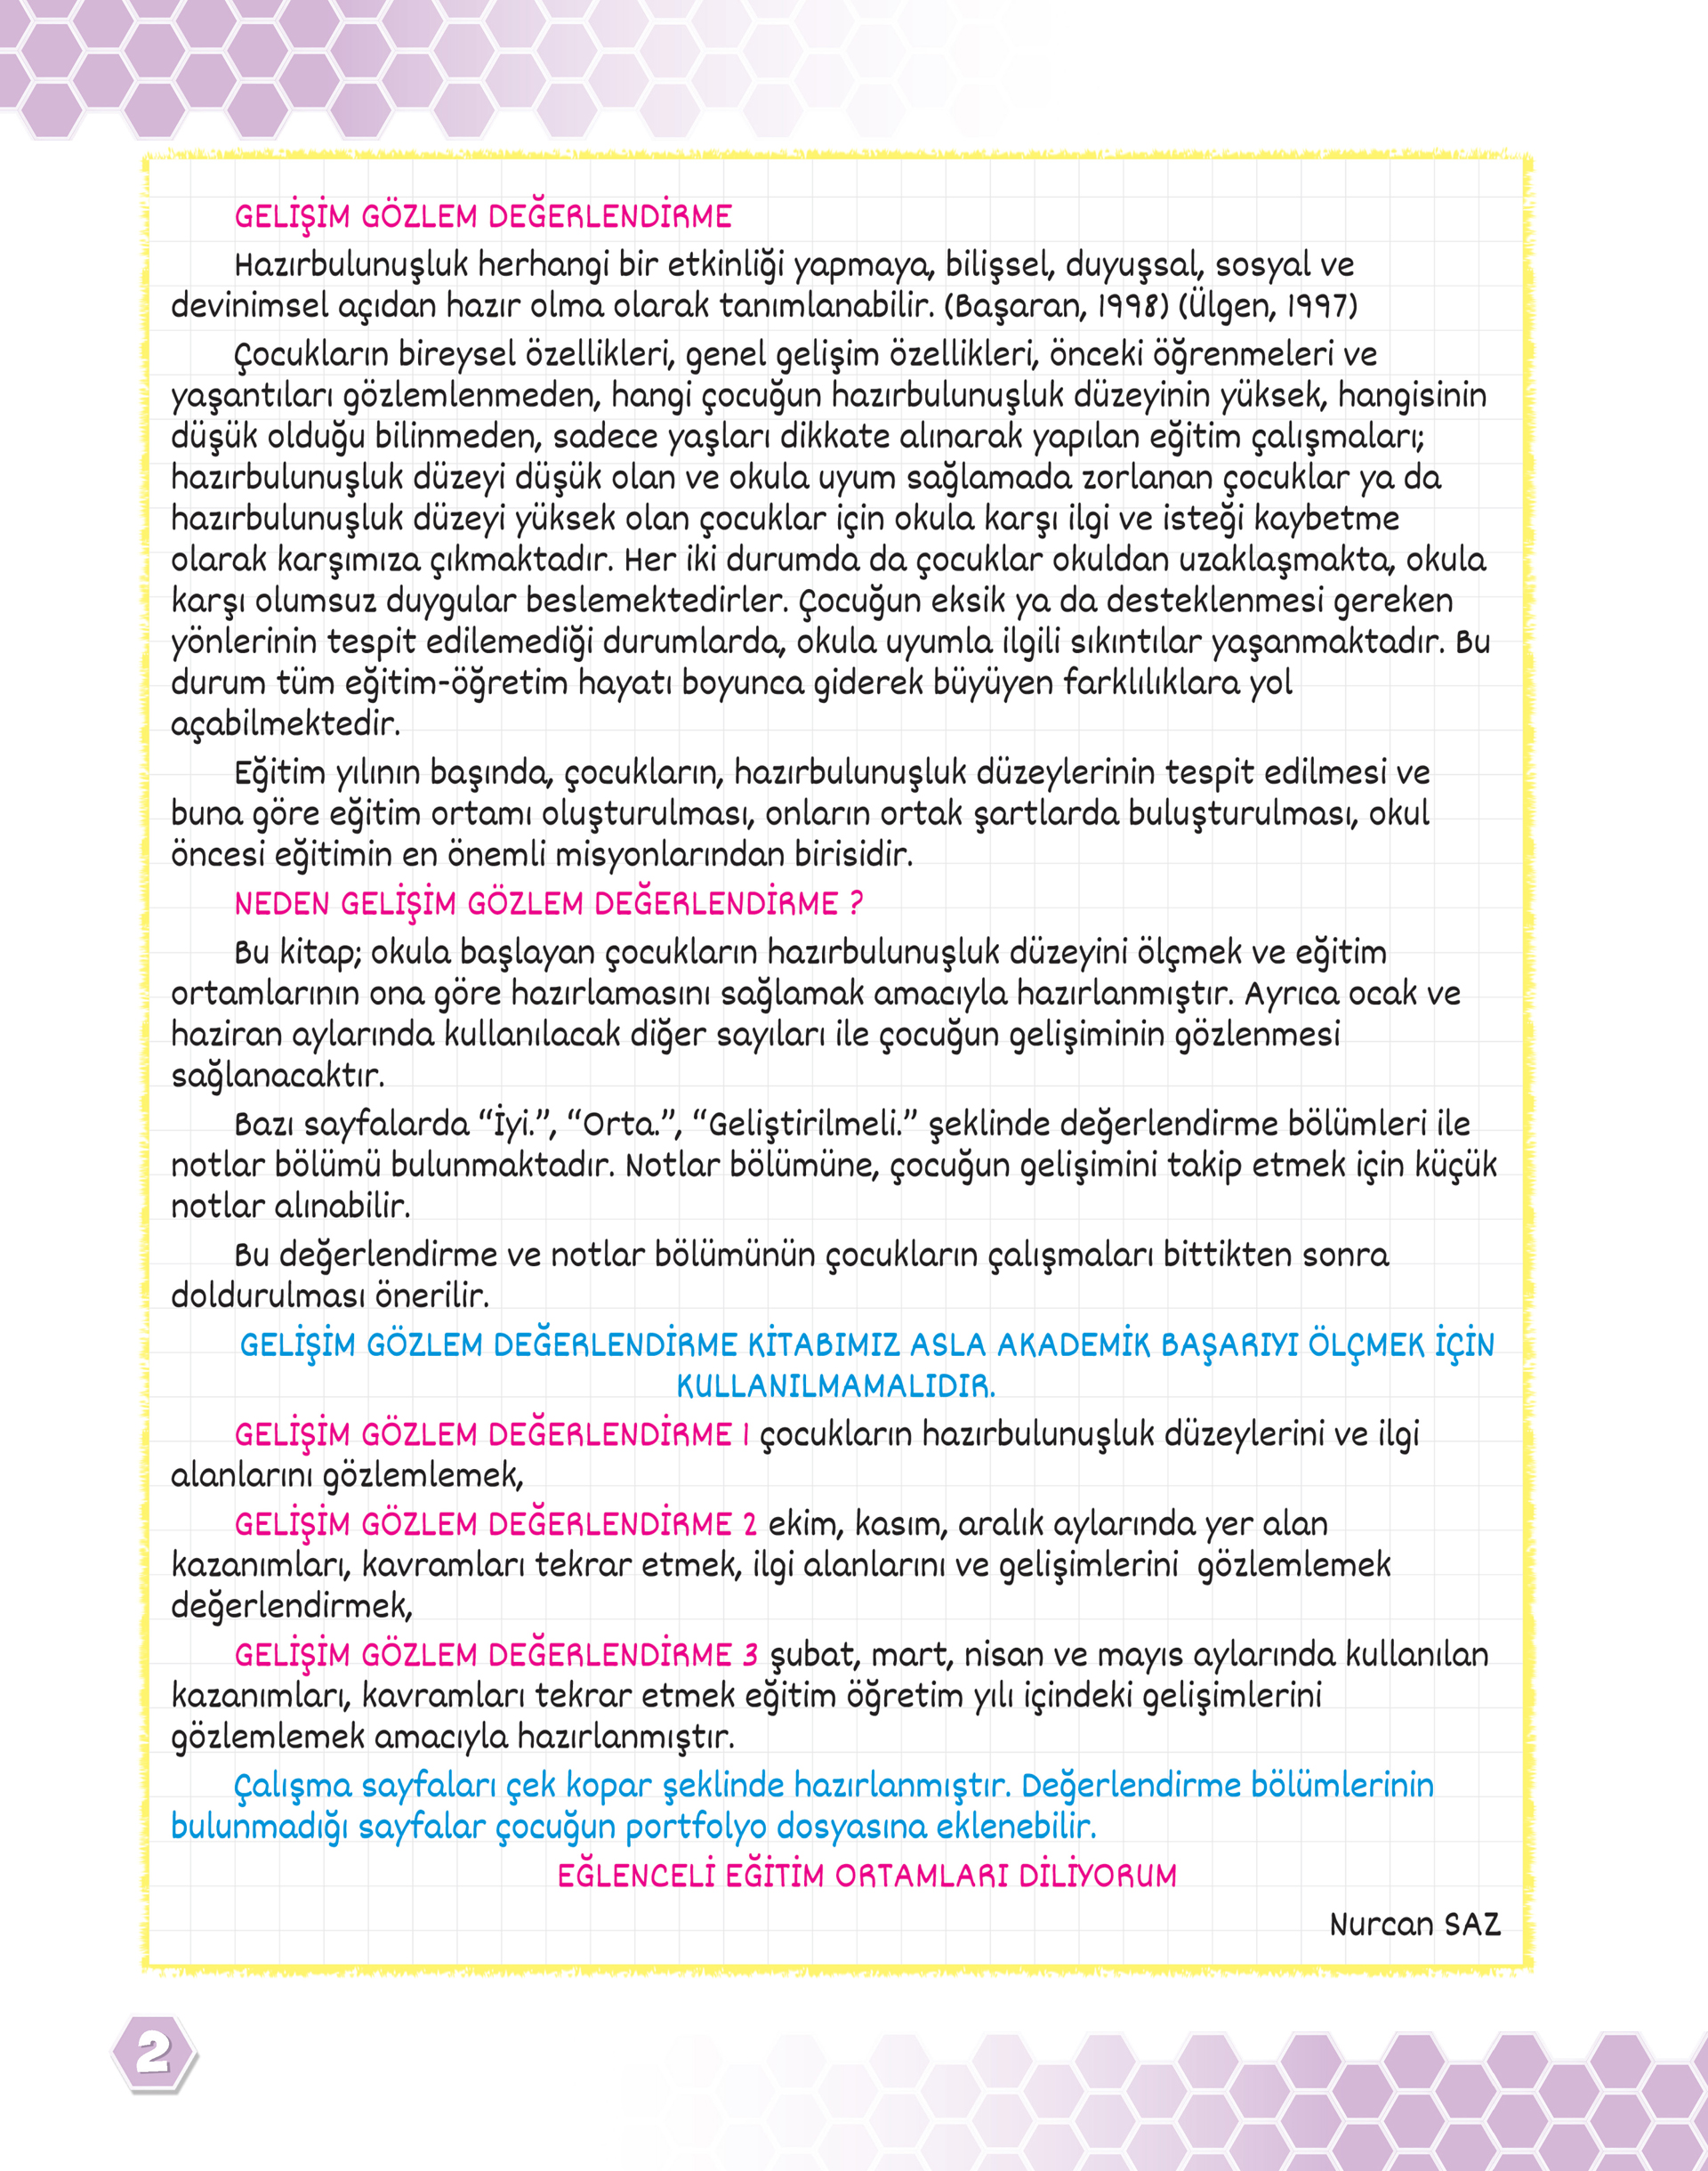 GELİŞİM GÖZLEM DEĞERLENDİRME
Hazırbulunuşluk herhangi bir etkinliği yapmaya, bilişsel, duyuşsal, sosyal ve
devinimsel açıdan hazır olma olarak tanımlanabilir. (Başaran, 1998) (Ülgen, 1997)
Çocukların bireysel özellikleri, genel gelişim özellikleri, önceki öğrenmeleri ve
yaşantıları gözlemlenmeden, hangi çocuğun hazırbulunuşluk düzeyinin yüksek, hangisinin
düşük olduğu bilinmeden, sadece yaşları dikkate alınarak yapılan eğitim çalışmaları;
hazırbulunuşluk düzeyi düşük olan ve okula uyum sağlamada zorlanan çocuklar ya da
hazırbulunuşluk düzeyi yüksek olan çocuklar için okula karşı ilgi ve isteği kaybetme
olarak karşımıza çıkmaktadır. Her iki durumda da çocuklar okuldan uzaklaşmakta, okula
karşı olumsuz duygular beslemektedirler. Çocuğun eksik ya da desteklenmesi gereken
yönlerinin tespit edilemediği durumlarda, okula uyumla ilgili sıkıntılar yaşanmaktadır. Bu
durum tüm eğitim-öğretim hayatı boyunca giderek büyüyen farklılıklara yol
açabilmektedir.
Eğitim yılının başında, çocukların, hazırbulunuşluk düzeylerinin tespit edilmesi ve
buna göre eğitim ortamı oluşturulması, onların ortak şartlarda buluşturulması, okul
öncesi eğitimin en önemli misyonlarından birisidir.
NEDEN GELİŞİM GÖZLEM DEĞERLENDİRME ?
Bu kitap; okula başlayan çocukların hazırbulunuşluk düzeyini ölçmek ve eğitim
ortamlarının ona göre hazırlamasını sağlamak amacıyla hazırlanmıştır. Ayrıca ocak ve
haziran aylarında kullanılacak diğer sayıları ile çocuğun gelişiminin gözlenmesi
sağlanacaktır.
Bazı sayfalarda “İyi.”, “Orta.”, “Geliştirilmeli.” şeklinde değerlendirme bölümleri ile
notlar bölümü bulunmaktadır. Notlar bölümüne, çocuğun gelişimini takip etmek için küçük
notlar alınabilir.
Bu değerlendirme ve notlar bölümünün çocukların çalışmaları bittikten sonra
doldurulması önerilir.
GELİŞİM GÖZLEM DEĞERLENDİRME KİTABIMIZ ASLA AKADEMİK BAŞARIYI ÖLÇMEK İÇİN
KULLANILMAMALIDIR.
GELİŞİM GÖZLEM DEĞERLENDİRME 1 çocukların hazırbulunuşluk düzeylerini ve ilgi
alanlarını gözlemlemek,
GELİŞİM GÖZLEM DEĞERLENDİRME 2 ekim, kasım, aralık aylarında yer alan
kazanımları, kavramları tekrar etmek, ilgi alanlarını ve gelişimlerini gözlemlemek
değerlendirmek,
GELİŞİM GÖZLEM DEĞERLENDİRME 3 şubat, mart, nisan ve mayıs aylarında kullanılan
kazanımları, kavramları tekrar etmek eğitim öğretim yılı içindeki gelişimlerini
gözlemlemek amacıyla hazırlanmıştır.
Çalışma sayfaları çek kopar şeklinde hazırlanmıştır. Değerlendirme bölümlerinin
bulunmadığı sayfalar çocuğun portfolyo dosyasına eklenebilir.
EĞLENCELİ EĞİTİM ORTAMLARI DİLİYORUM
Nurcan SAZ
2